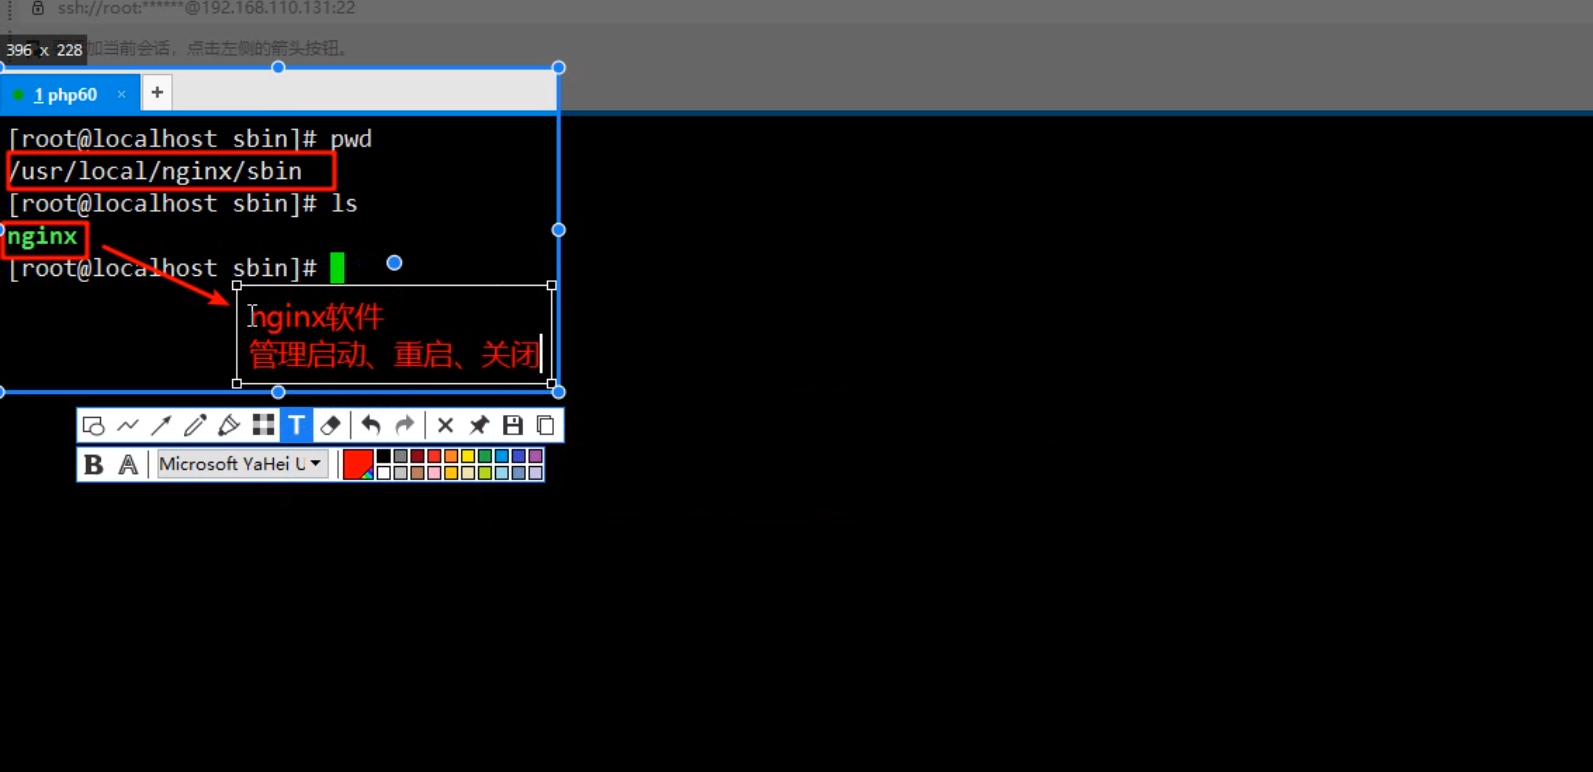 ssh://root:******@192.168.110.131:22
396 x 228
加当前会话，点击左侧的箭头按钮。
1 php60 × +
[root@localhost sbin]# pwd
/usr/local/nginx/sbin
[root@localhost sbin]# ls
nginx
[root@localhost sbin]#
nginx软件
管理启动、重启、关闭
T
B A Microsoft YaHei U